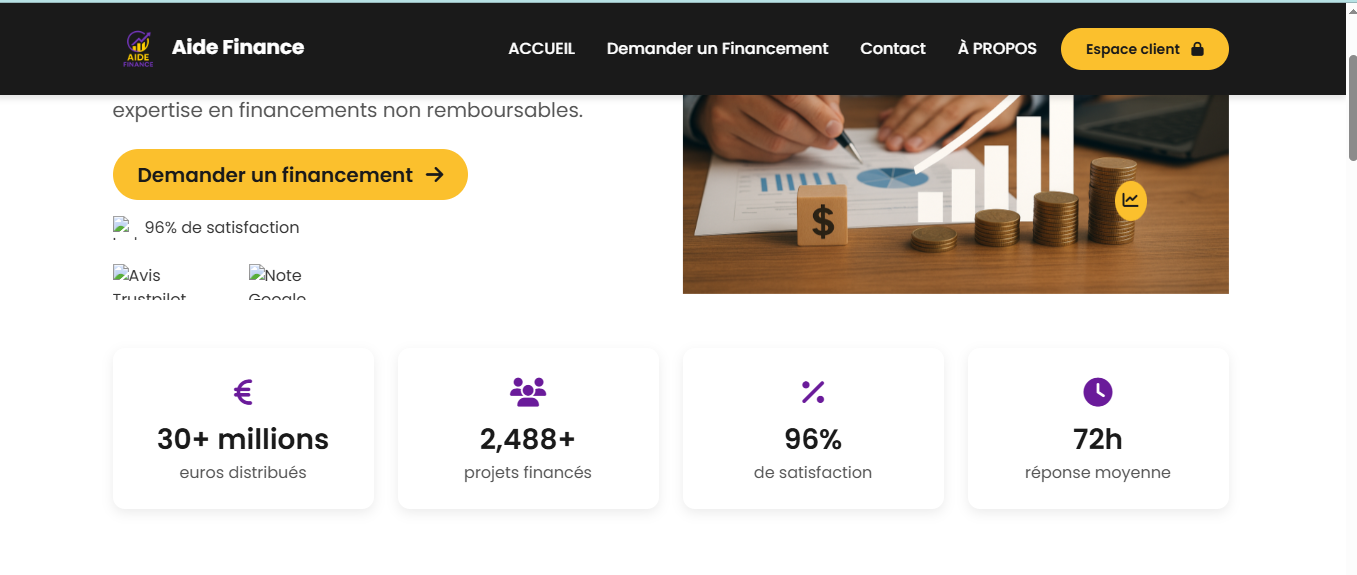 AIDE
FINANCE
Aide Finance
ACCUEIL
Demander un Financement
Contact
À PROPOS
Espace client
expertise en financements non remboursables.
Demander un financement
96% de satisfaction
Avis
Trustpilot
Note
Google
$
€
30+ millions
euros distribués
2,488+
projets financés
%
96%
de satisfaction
72h
réponse moyenne